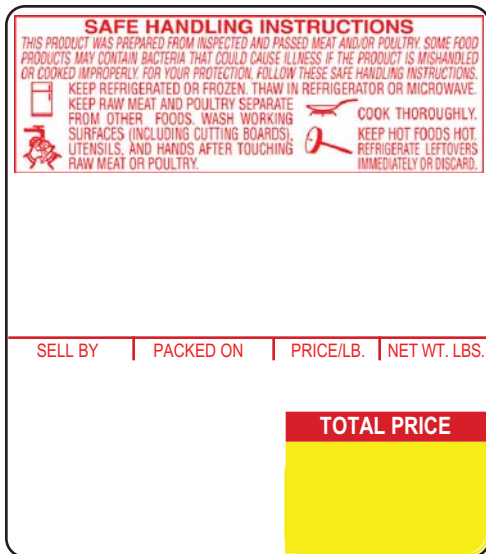 SAFE HANDLING INSTRUCTIONS
THIS PRODUCT WAS PREPARED FROM INSPECTED AND PASSED MEAT AND/OR POULTRY. SOME FOOD
PRODUCTS MAY CONTAIN BACTERIA THAT COULD CAUSE ILLNESS IF THE PRODUCT IS MISHANDLED
OR COOKED IMPROPERLY. FOR YOUR PROTECTION, FOLLOW THESE SAFE HANDLING INSTRUCTIONS.
KEEP REFRIGERATED OR FROZEN. THAW IN REFRIGERATOR OR MICROWAVE.
KEEP RAW MEAT AND POULTRY SEPARATE
FROM OTHER FOODS. WASH WORKING
SURFACES (INCLUDING CUTTING BOARDS),
UTENSILS, AND HANDS AFTER TOUCHING
RAW MEAT OR POULTRY.
COOK THOROUGHLY.
KEEP HOT FOODS HOT.
REFRIGERATE LEFTOVERS
IMMEDIATELY OR DISCARD.
SELL BY PACKED ON PRICE/LB. NET WT. LBS.
TOTAL PRICE